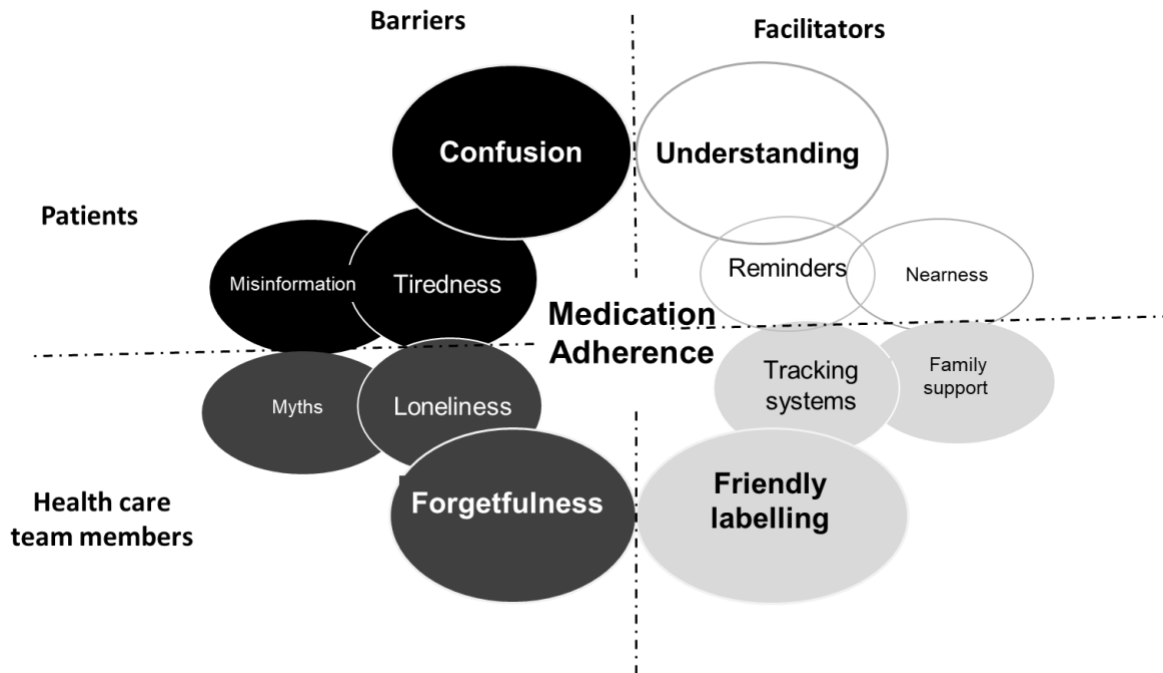 Barriers
Facilitators
Confusion
Understanding
Patients
Misinformation
Tiredness
Reminders
Nearness
Medication
Adherence
Myths
Loneliness
Tracking
systems
Family
support
Health care
team members
Forgetfulness
Friendly
labelling